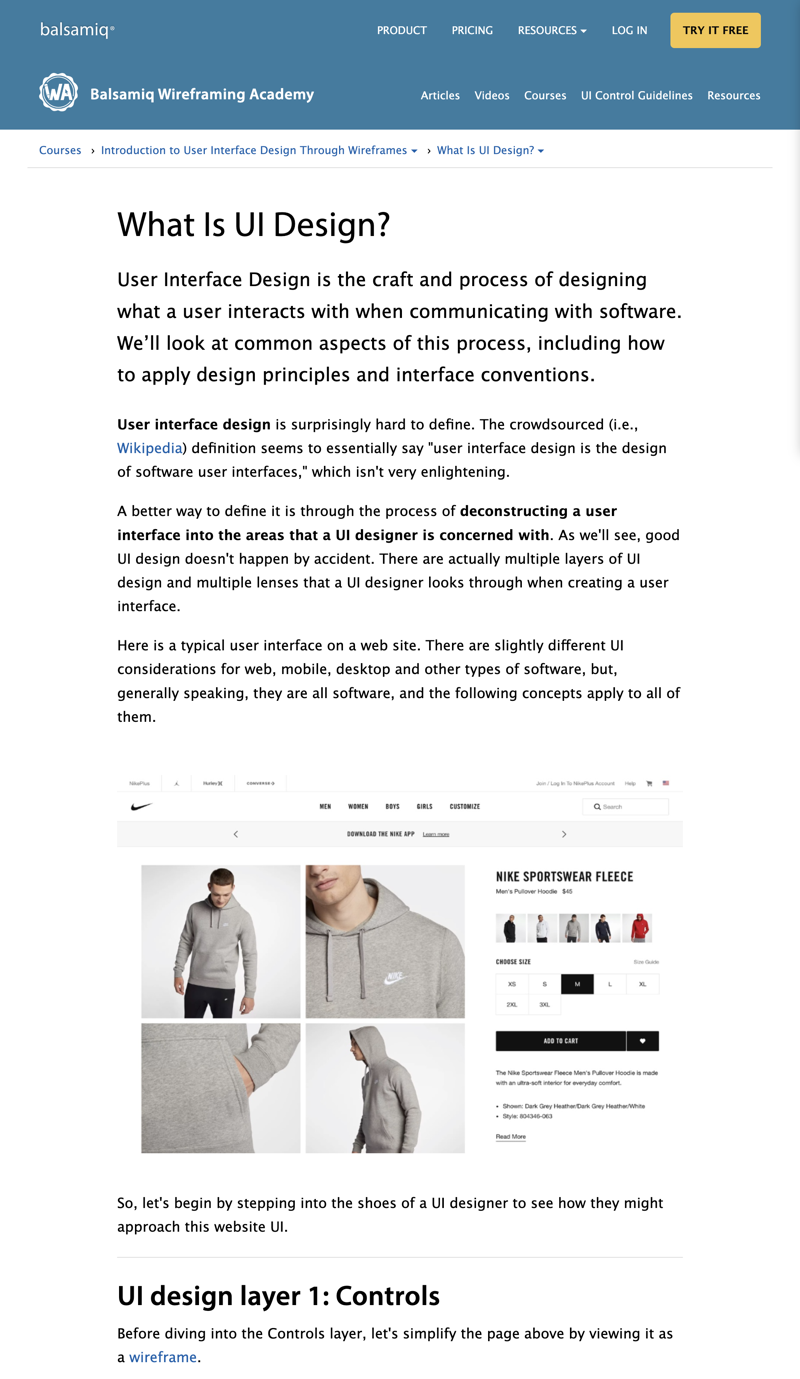 balsamiq®
PRODUCT PRICING RESOURCES LOG IN TRY IT FREE
WA Balsamiq Wireframing Academy
Articles Videos Courses UI Control Guidelines Resources
Courses › Introduction to User Interface Design Through Wireframes › What Is UI Design?
What Is UI Design?
User Interface Design is the craft and process of designing
what a user interacts with when communicating with software.
We’ll look at common aspects of this process, including how
to apply design principles and interface conventions.
User interface design is surprisingly hard to define. The crowdsourced (i.e.,
Wikipedia) definition seems to essentially say "user interface design is the design
of software user interfaces," which isn't very enlightening.
A better way to define it is through the process of deconstructing a user
interface into the areas that a UI designer is concerned with. As we'll see, good
UI design doesn't happen by accident. There are actually multiple layers of UI
design and multiple lenses that a UI designer looks through when creating a user
interface.
Here is a typical user interface on a web site. There are slightly different UI
considerations for web, mobile, desktop and other types of software, but,
generally speaking, they are all software, and the following concepts apply to all of
them.
NikePlus Hurley CONVERSE Join / Log In To NikePlus Account Help
MEN WOMEN BOYS GIRLS CUSTOMIZE Search
DOWNLOAD THE NIKE APP Learn more
NIKE SPORTSWEAR FLEECE
Men's Pullover Hoodie $45
CHOOSE SIZE Size Guide
XS S M L XL
2XL 3XL
ADD TO CART
The Nike Sportswear Fleece Men's Pullover Hoodie is made
with an ultra-soft interior for everyday comfort.
• Shown: Dark Grey Heather/Dark Grey Heather/White
• Style: 804346-063
Read More
So, let's begin by stepping into the shoes of a UI designer to see how they might
approach this website UI.
UI design layer 1: Controls
Before diving into the Controls layer, let's simplify the page above by viewing it as
a wireframe.